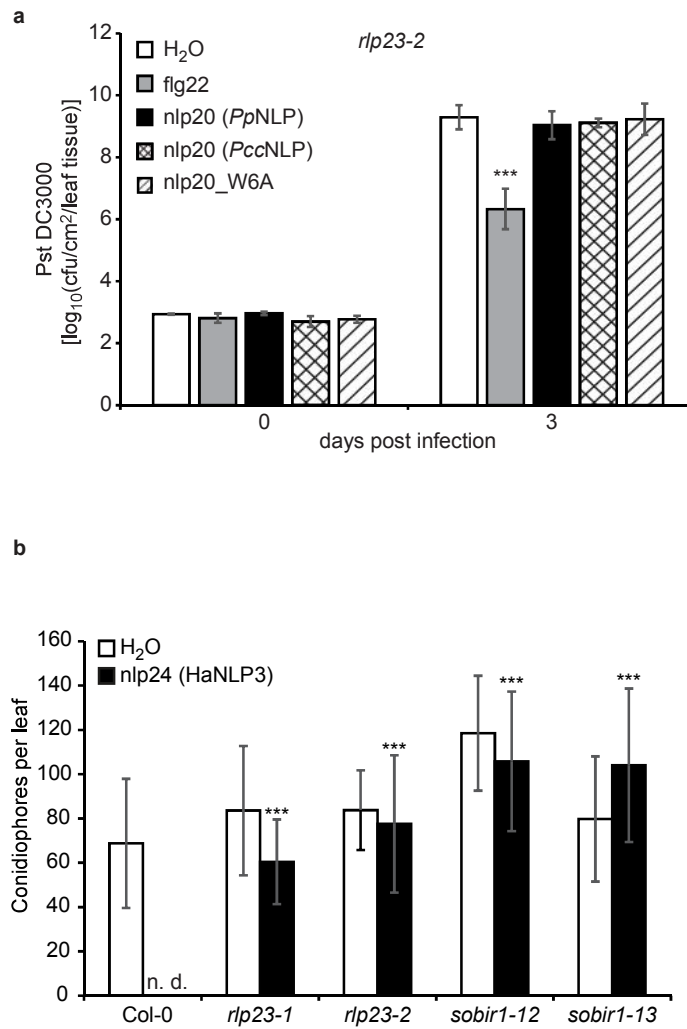 a
rlp23-2
12
10
8
6
4
2
0
Pst DC3000
[log10(cfu/cm2/leaf tissue)]
H2O
flg22
nlp20 (PpNLP)
nlp20 (PccNLP)
nlp20_W6A
***
0 3
days post infection
b
160
140
120
100
80
60
40
20
0
Conidiophores per leaf
H2O
nlp24 (HaNLP3)
n. d.
***
***
***
***
Col-0 rlp23-1 rlp23-2 sobir1-12 sobir1-13